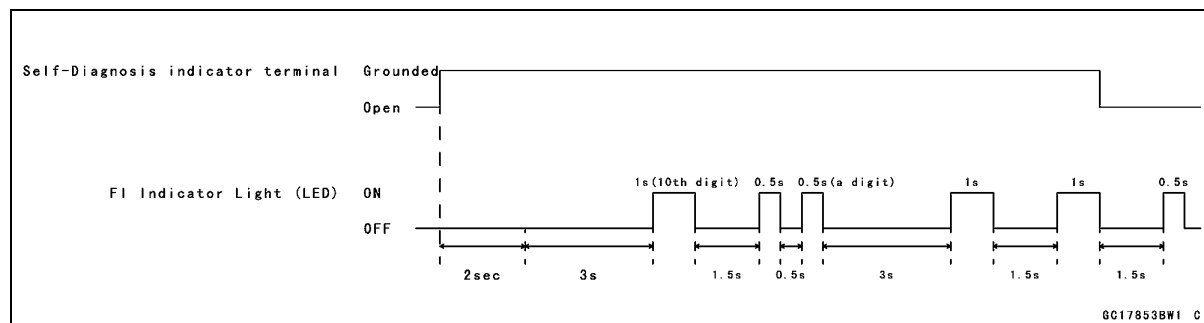 Self-Diagnosis indicator terminal Grounded
Open
FI Indicator Light (LED) ON
1s(10th digit) 0.5s 0.5s(a digit) 1s 1s 0.5s
OFF
2sec 3s 1.5s 0.5s 3s 1.5s 1.5s
GC17853BW1 C